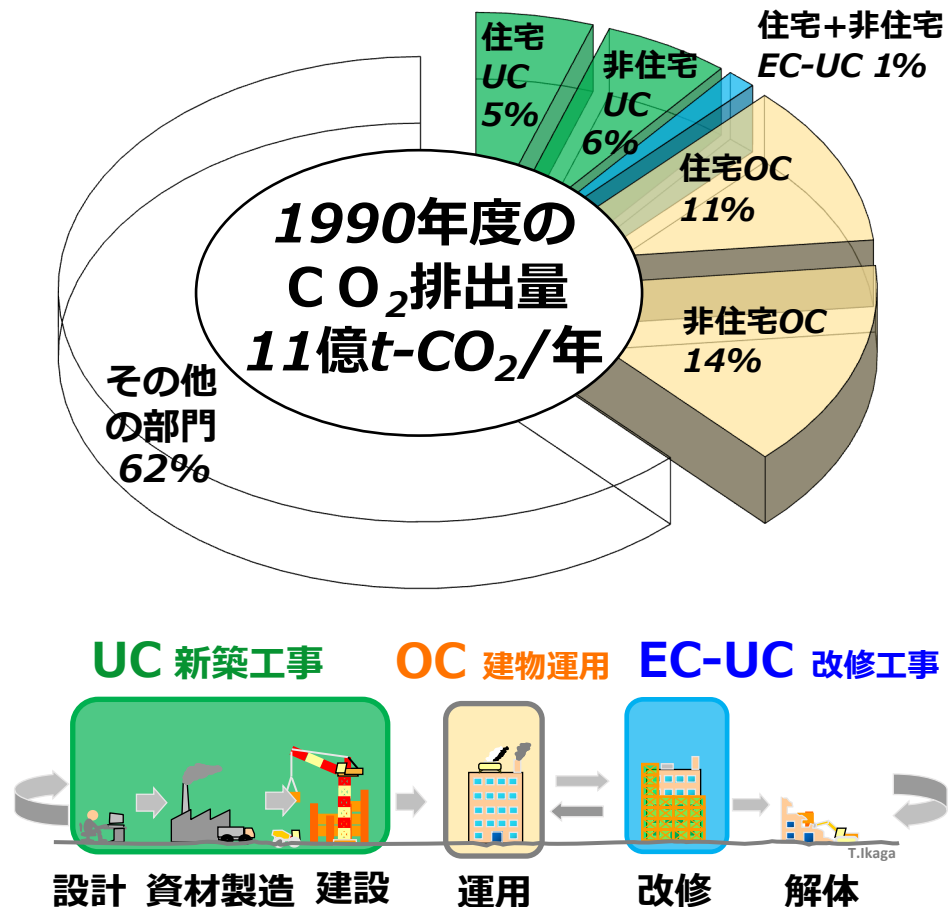 住宅
UC
5%
非住宅
UC
6%
住宅+非住宅
EC-UC 1%
住宅OC
11%
非住宅OC
14%
1990年度の
ＣＯ2排出量
11億t-CO2/年
その他
の部門
62%
UC 新築工事
OC 建物運用
EC-UC 改修工事
T.Ikaga
設計 資材製造 建設 運用 改修 解体